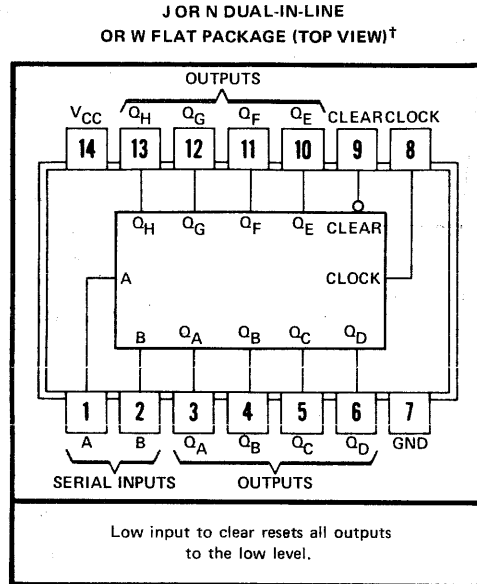 J OR N DUAL-IN-LINE
OR W FLAT PACKAGE (TOP VIEW)†
OUTPUTS
VCC QH QG QF QE CLEAR CLOCK
14 13 12 11 10 9 8
QH QG QF QE CLEAR
A CLOCK
B QA QB QC QD
1 2 3 4 5 6 7
A B QA QB QC QD GND
SERIAL INPUTS OUTPUTS
Low input to clear resets all outputs
to the low level.